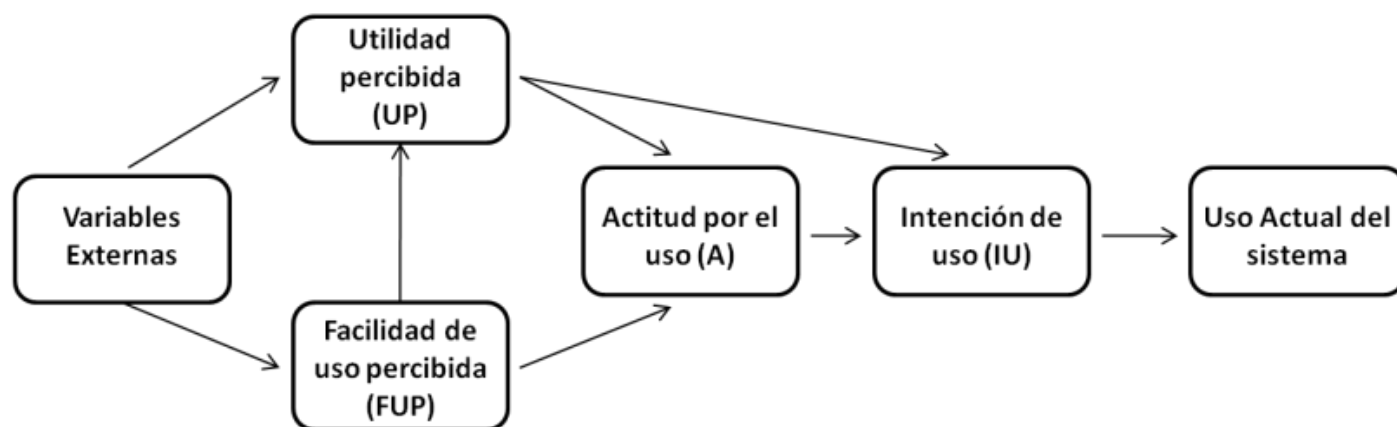 Utilidad
percibida
(UP)
Variables
Externas
Facilidad de
uso percibida
(FUP)
Actitud por el
uso (A)
Intención de
uso (IU)
Uso Actual del
sistema